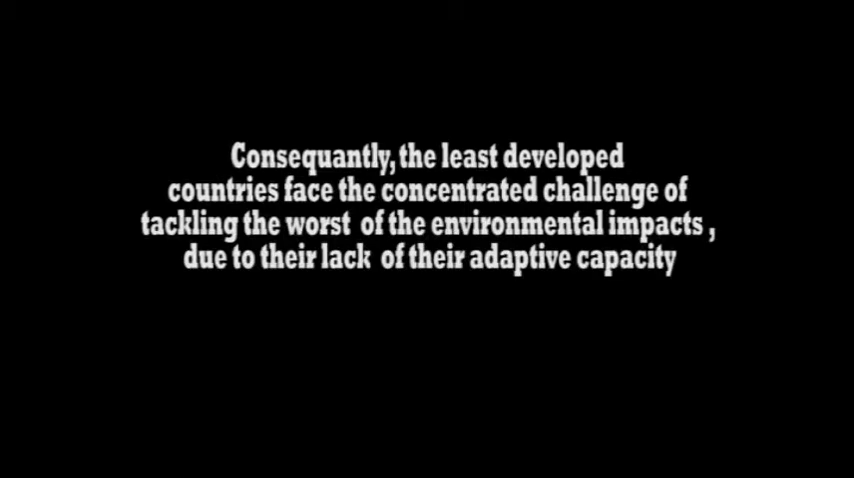 Consequantly, the least developed
countries face the concentrated challenge of
tackling the worst of the environmental impacts ,
due to their lack of their adaptive capacity